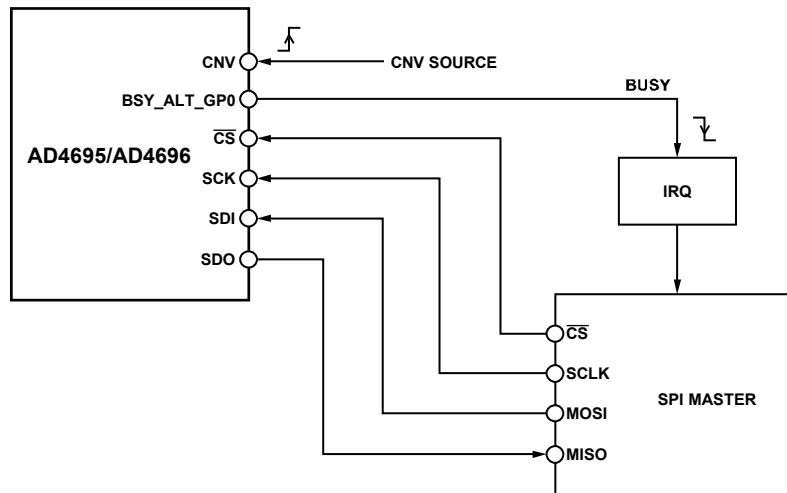 CNV
CNV SOURCE
BSY_ALT_GP0
BUSY
CS
AD4695/AD4696
SCK
IRQ
SDI
SDO
CS
SCLK
SPI MASTER
MOSI
MISO